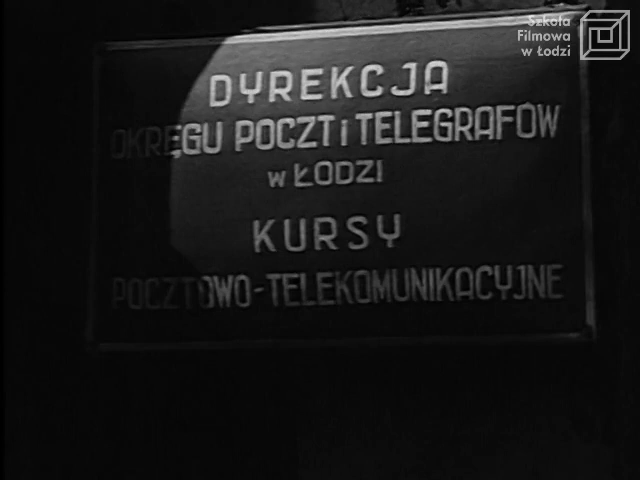 Szkoła
Filmowa
w Łodzi
DYREKCJA
OKRĘGU POCZT i TELEGRAFÓW
w ŁODZI
KURSY
POCZTOWO-TELEKOMUNIKACYJNE